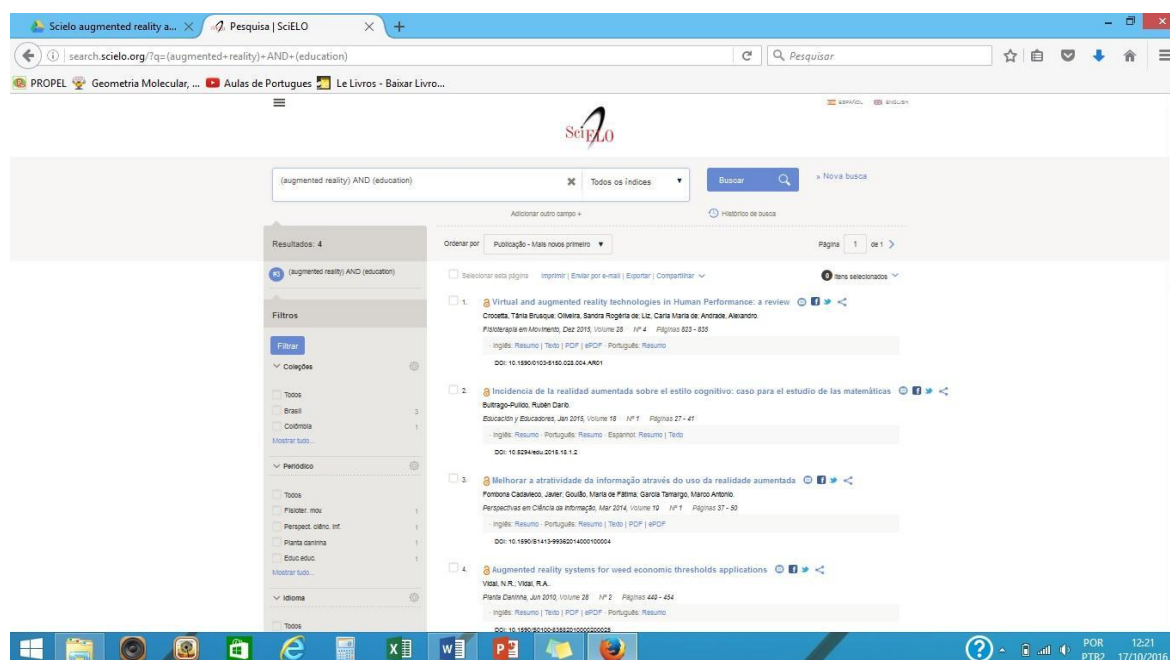 Scielo augmented reality a...
Pesquisa | SciELO
search.scielo.org/?q=(augmented+reality)+AND+(education)
Pesquisar
PROPEL
Geometria Molecular, ...
Aulas de Portugues
Le Livros - Baixar Livro...
ESPAÑOL
ENGLISH
SciELO
(augmented reality) AND (education)
Todos os índices
Buscar
» Nova busca
Adicionar outro campo +
Histórico de busca
Resultados: 4
Ordenar por
Publicação - Mais novos primeiro
Página 1 de 1
#3 (augmented reality) AND (education)
Selecionar esta página
Imprimir | Enviar por e-mail | Exportar | Compartilhar
0 itens selecionados
Filtros
Filtrar
Coleções
Todos
Brasil 3
Colômbia 1
Mostrar tudo...
Periódico
Todos
Fisioter. mov 1
Perspect. ciênc. inf. 1
Planta daninha 1
Educ.educ. 1
Mostrar tudo...
Idioma
Todos
1. Virtual and augmented reality technologies in Human Performance: a review
Crocetta, Tânia Brusque; Oliveira, Sandra Rogéria de; Liz, Carla Maria de; Andrade, Alexandro.
Fisioterapia em Movimento, Dez 2015, Volume 28 Nº 4 Páginas 823 - 835
· Inglês: Resumo | Texto | PDF | ePDF · Português: Resumo
DOI: 10.1590/0103-5150.028.004.AR01
2. Incidencia de la realidad aumentada sobre el estilo cognitivo: caso para el estudio de las matemáticas
Buitrago-Pulido, Rubén Darío.
Educación y Educadores, Jan 2015, Volume 18 Nº 1 Páginas 27 - 41
· Inglês: Resumo · Português: Resumo · Espanhol: Resumo | Texto
DOI: 10.5294/edu.2015.18.1.2
3. Melhorar a atratividade da informação através do uso da realidade aumentada
Fombona Cadavieco, Javier; Goulão, Maria de Fátima; García Tamargo, Marco Antonio.
Perspectivas em Ciência da Informação, Mar 2014, Volume 19 Nº 1 Páginas 37 - 50
· Inglês: Resumo · Português: Resumo | Texto | PDF | ePDF
DOI: 10.1590/S1413-99362014000100004
4. Augmented reality systems for weed economic thresholds applications
Vidal, N.R.; Vidal, R.A..
Planta Daninha, Jun 2010, Volume 28 Nº 2 Páginas 449 - 454
· Inglês: Resumo | Texto | PDF | ePDF · Português: Resumo
DOI: 10.1590/S0100-83582010000200025
POR
PTB2
12:21
17/10/2016